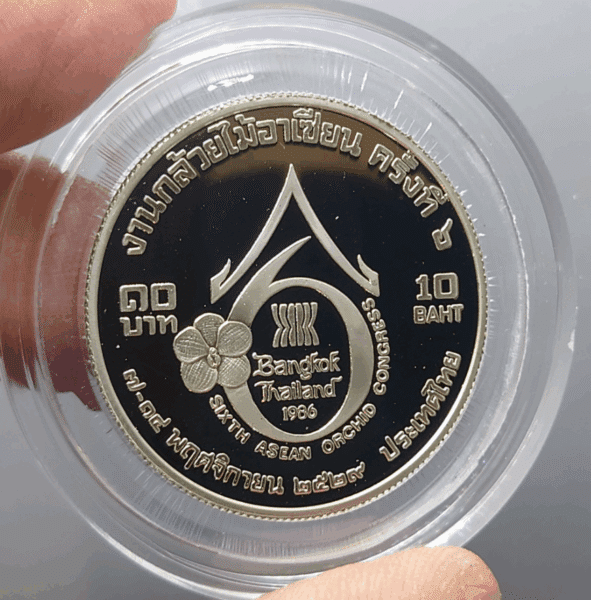 งานกล้วยไม้อาเซียน ครั้งที่ ๖
๑๐
บาท
10
BAHT
Bangkok
Thailand
1986
SIXTH ASEAN ORCHID CONGRESS
๗-๑๔ พฤศจิกายน ๒๕๒๙ ประเทศไทย